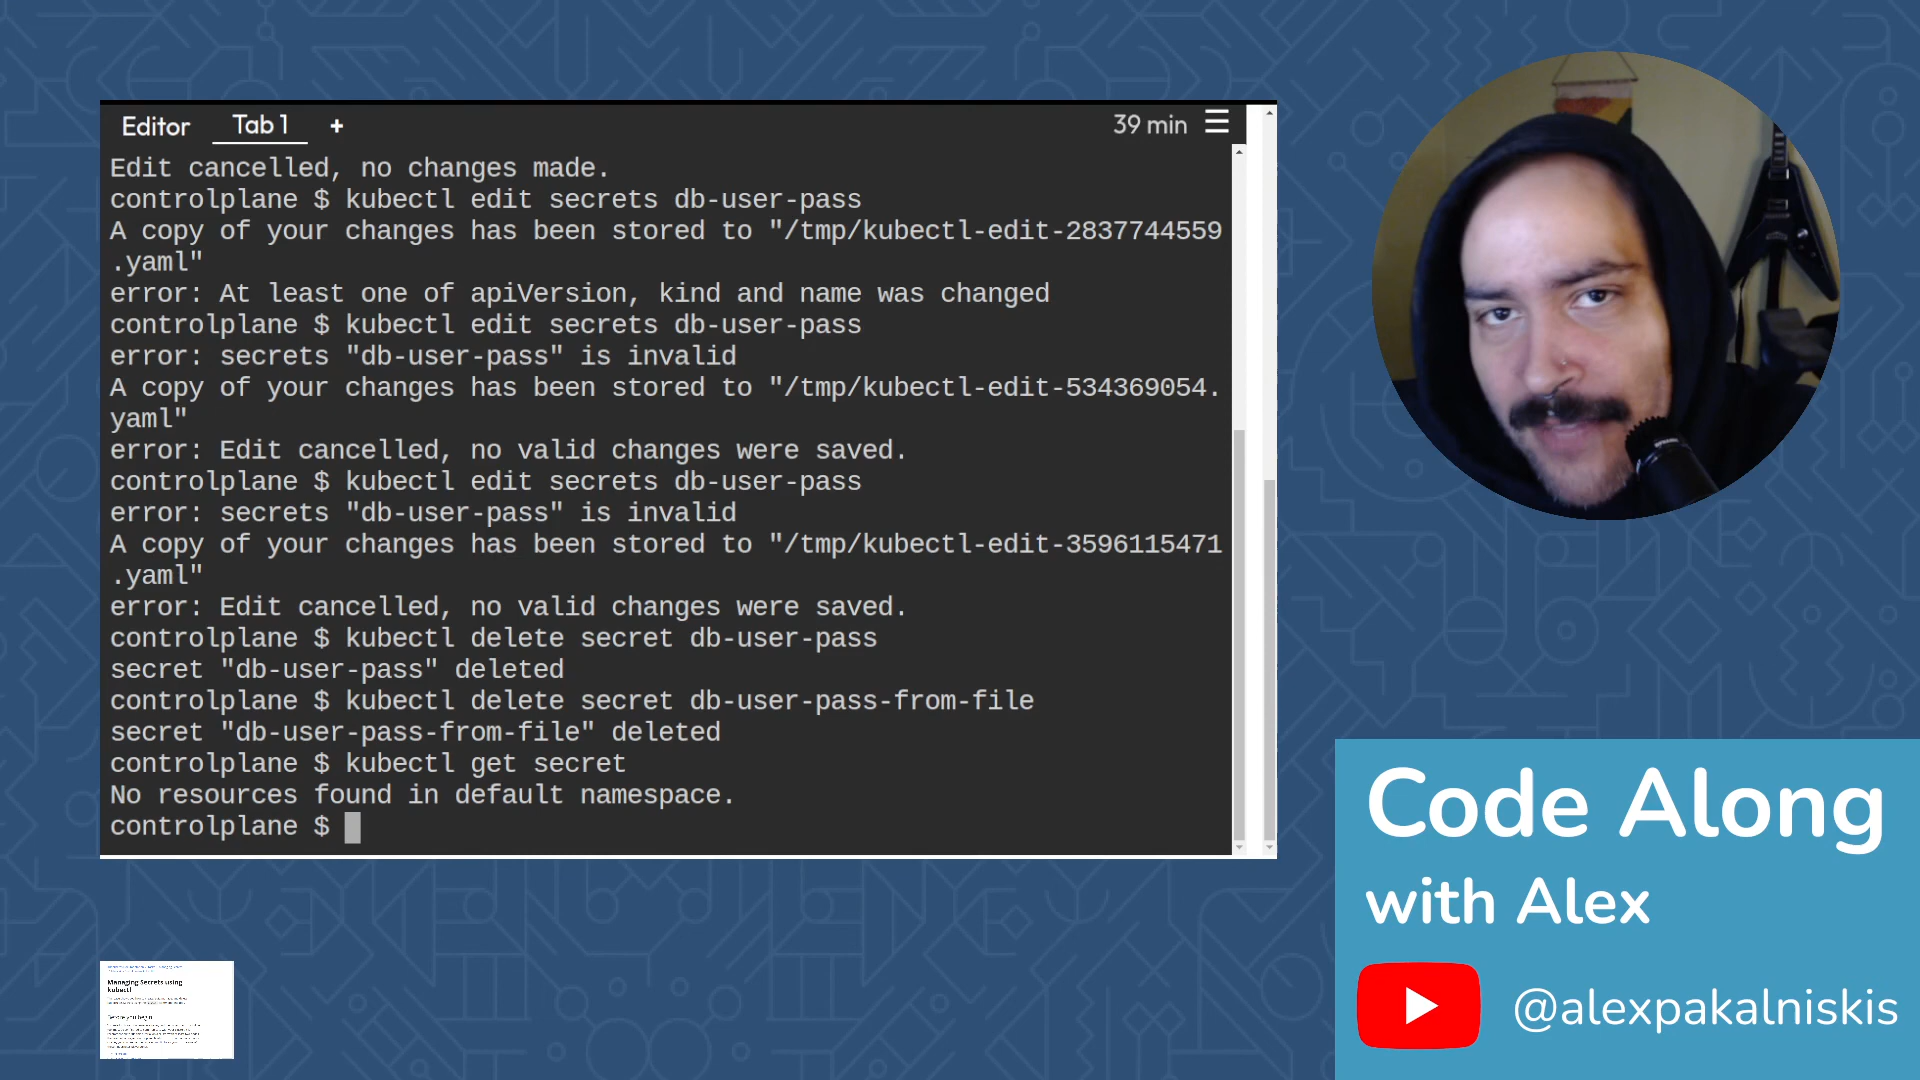 Editor Tab 1 + 39 min
Edit cancelled, no changes made.
controlplane $ kubectl edit secrets db-user-pass
A copy of your changes has been stored to "/tmp/kubectl-edit-2837744559
.yaml"
error: At least one of apiVersion, kind and name was changed
controlplane $ kubectl edit secrets db-user-pass
error: secrets "db-user-pass" is invalid
A copy of your changes has been stored to "/tmp/kubectl-edit-534369054.
yaml"
error: Edit cancelled, no valid changes were saved.
controlplane $ kubectl edit secrets db-user-pass
error: secrets "db-user-pass" is invalid
A copy of your changes has been stored to "/tmp/kubectl-edit-3596115471
.yaml"
error: Edit cancelled, no valid changes were saved.
controlplane $ kubectl delete secret db-user-pass
secret "db-user-pass" deleted
controlplane $ kubectl delete secret db-user-pass-from-file
secret "db-user-pass-from-file" deleted
controlplane $ kubectl get secret
No resources found in default namespace.
controlplane $
Managing Secrets using
kubectl
Before you begin
Code Along
with Alex
@alexpakalniskis